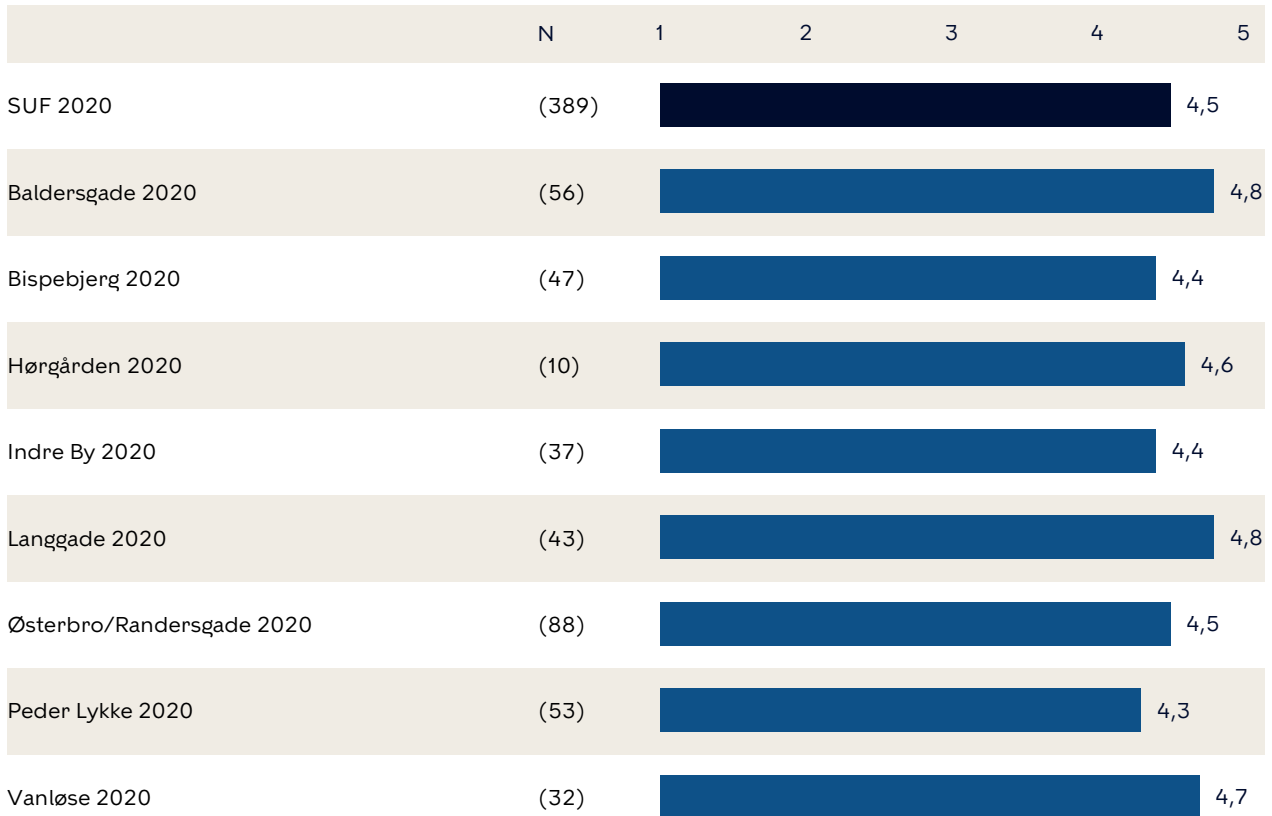 N 1 2 3 4 5
SUF 2020 (389) 4,5
Baldersgade 2020 (56) 4,8
Bispebjerg 2020 (47) 4,4
Hørgården 2020 (10) 4,6
Indre By 2020 (37) 4,4
Langgade 2020 (43) 4,8
Østerbro/Randersgade 2020 (88) 4,5
Peder Lykke 2020 (53) 4,3
Vanløse 2020 (32) 4,7